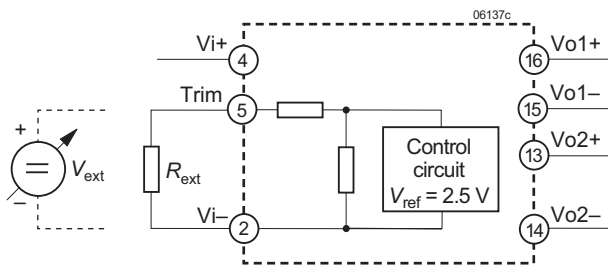 06137c
Vi+
4
16
Vo1+
Trim
5
15
Vo1–
+
Vext
–
Rext
Control
circuit
Vref = 2.5 V
13
Vo2+
Vi–
2
14
Vo2–